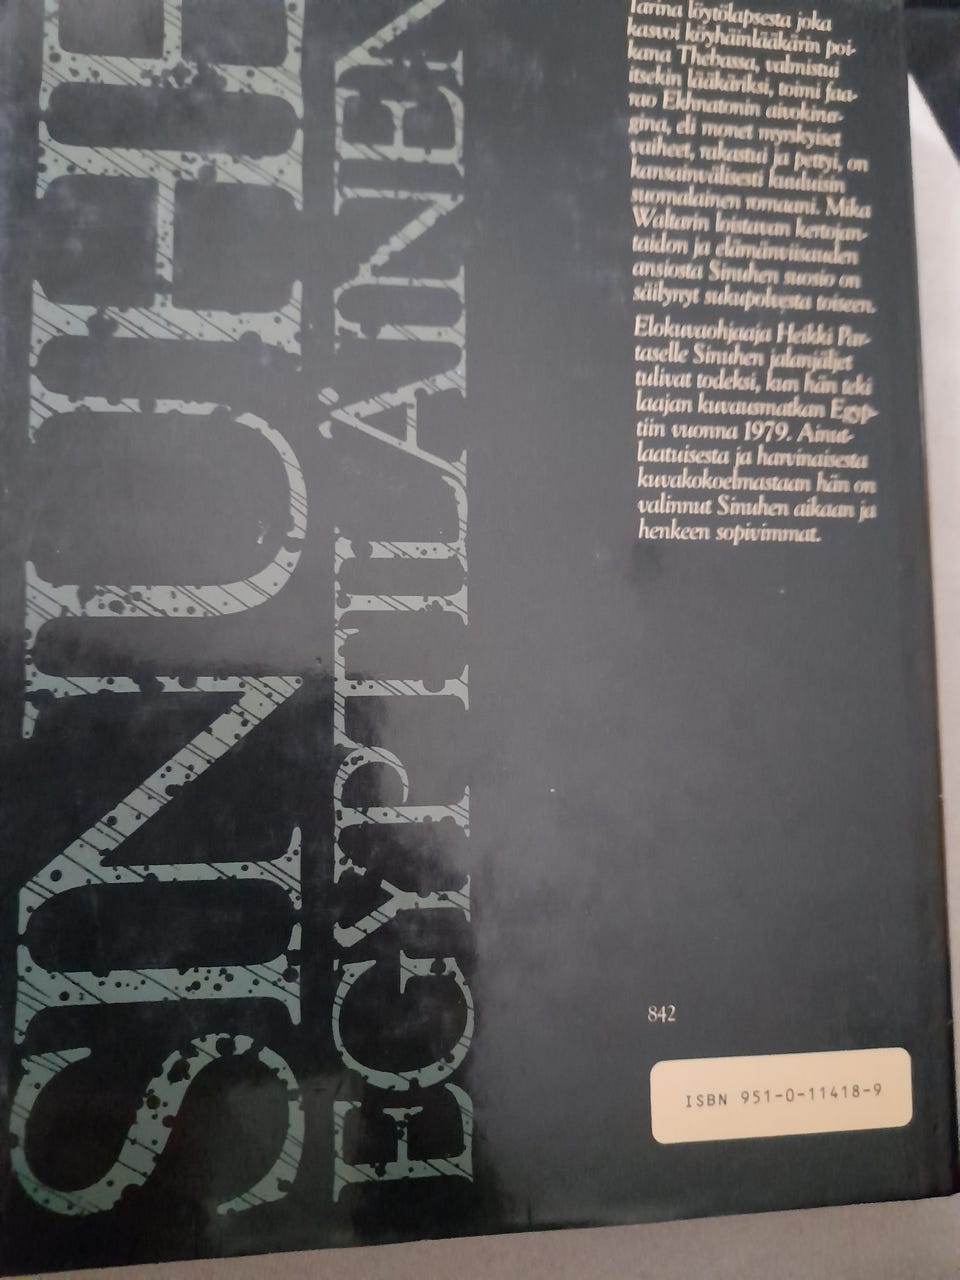 SINUHE
EGYPTILÄINEN
Tarina löytölapsesta joka
kasvoi köyhäinlääkärin poi-
kana Thebassa, valmistui
itsekin lääkäriksi, toimi faa-
rao Ekhnatonin aivokirur-
gina, eli monet myrskyiset
vaiheet, rakastui ja pettyi, on
kansainvälisesti kuuluisin
suomalainen romaani. Mika
Waltarin loistavan kertojan-
taidon ja elämänviisauden
ansiosta Sinuhen suosio on
säilynyt sukupolvesta toiseen.
Elokuvaohjaaja Heikki Par-
taselle Sinuhen jalanjäljet
tulivat todeksi, kun hän teki
laajan kuvausmatkan Egyp-
tiin vuonna 1979. Ainut-
laatuisesta ja harvinaisesta
kuvakokoelmastaan hän on
valinnut Sinuhen aikaan ja
henkeen sopivimmat.
842
ISBN 951-0-11418-9